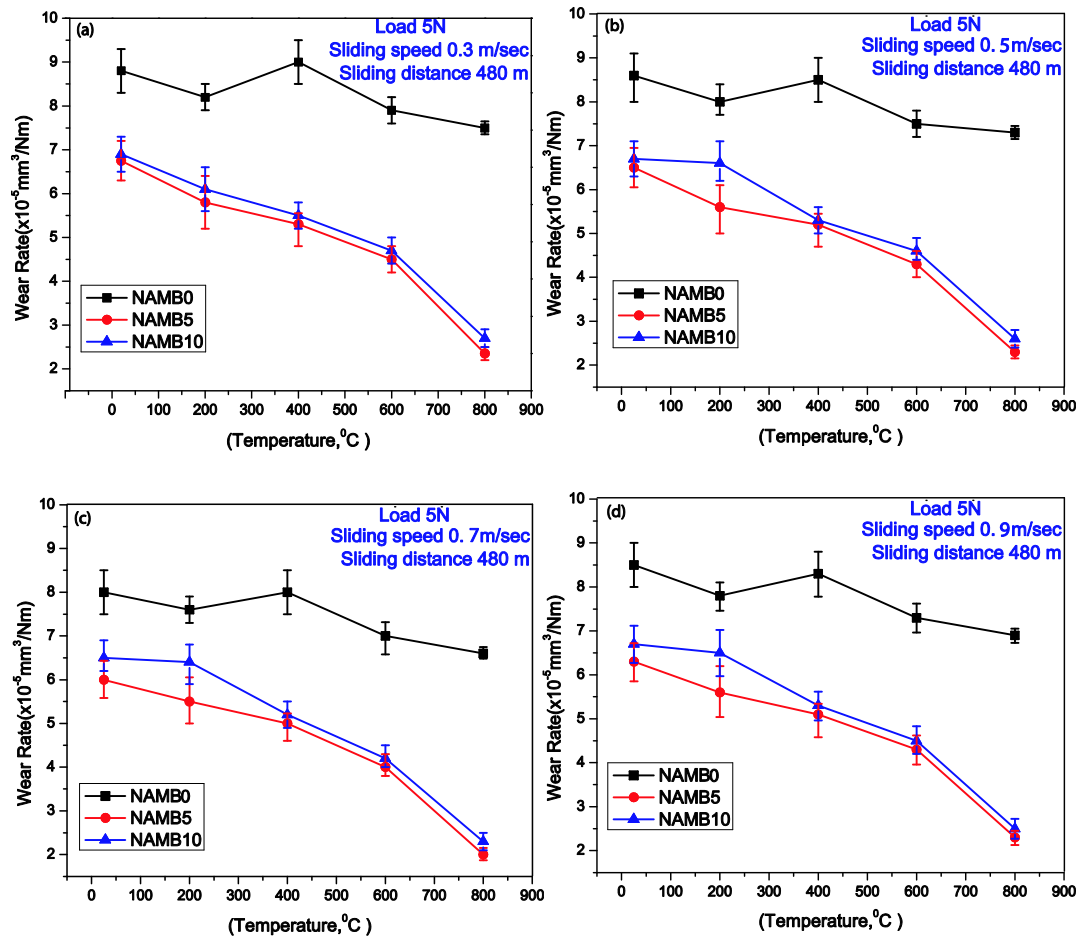 (a)
Load 5N
Sliding speed 0.3 m/sec
Sliding distance 480 m
10
9
8
7
6
5
4
3
2
Wear Rate(x10⁻⁵mm³/Nm)
NAMB0
NAMB5
NAMB10
0 100 200 300 400 500 600 700 800 900
(Temperature,⁰C )
(b)
Load 5N
Sliding speed 0. 5m/sec
Sliding distance 480 m
10
9
8
7
6
5
4
3
2
Wear Rate(x10⁻⁵mm³/Nm)
NAMB0
NAMB5
NAMB10
0 100 200 300 400 500 600 700 800 900
(Temperature,⁰C )
(c)
Load 5N
Sliding speed 0. 7m/sec
Sliding distance 480 m
10
9
8
7
6
5
4
3
2
Wear Rate(x10⁻⁵mm³/Nm)
NAMB0
NAMB5
NAMB10
0 100 200 300 400 500 600 700 800 900
(Temperature,⁰C )
(d)
Load 5N
Sliding speed 0. 9m/sec
Sliding distance 480 m
10
9
8
7
6
5
4
3
2
Wear Rate(x10⁻⁵mm³/Nm)
NAMB0
NAMB5
NAMB10
0 100 200 300 400 500 600 700 800 900
(Temperature,⁰C )